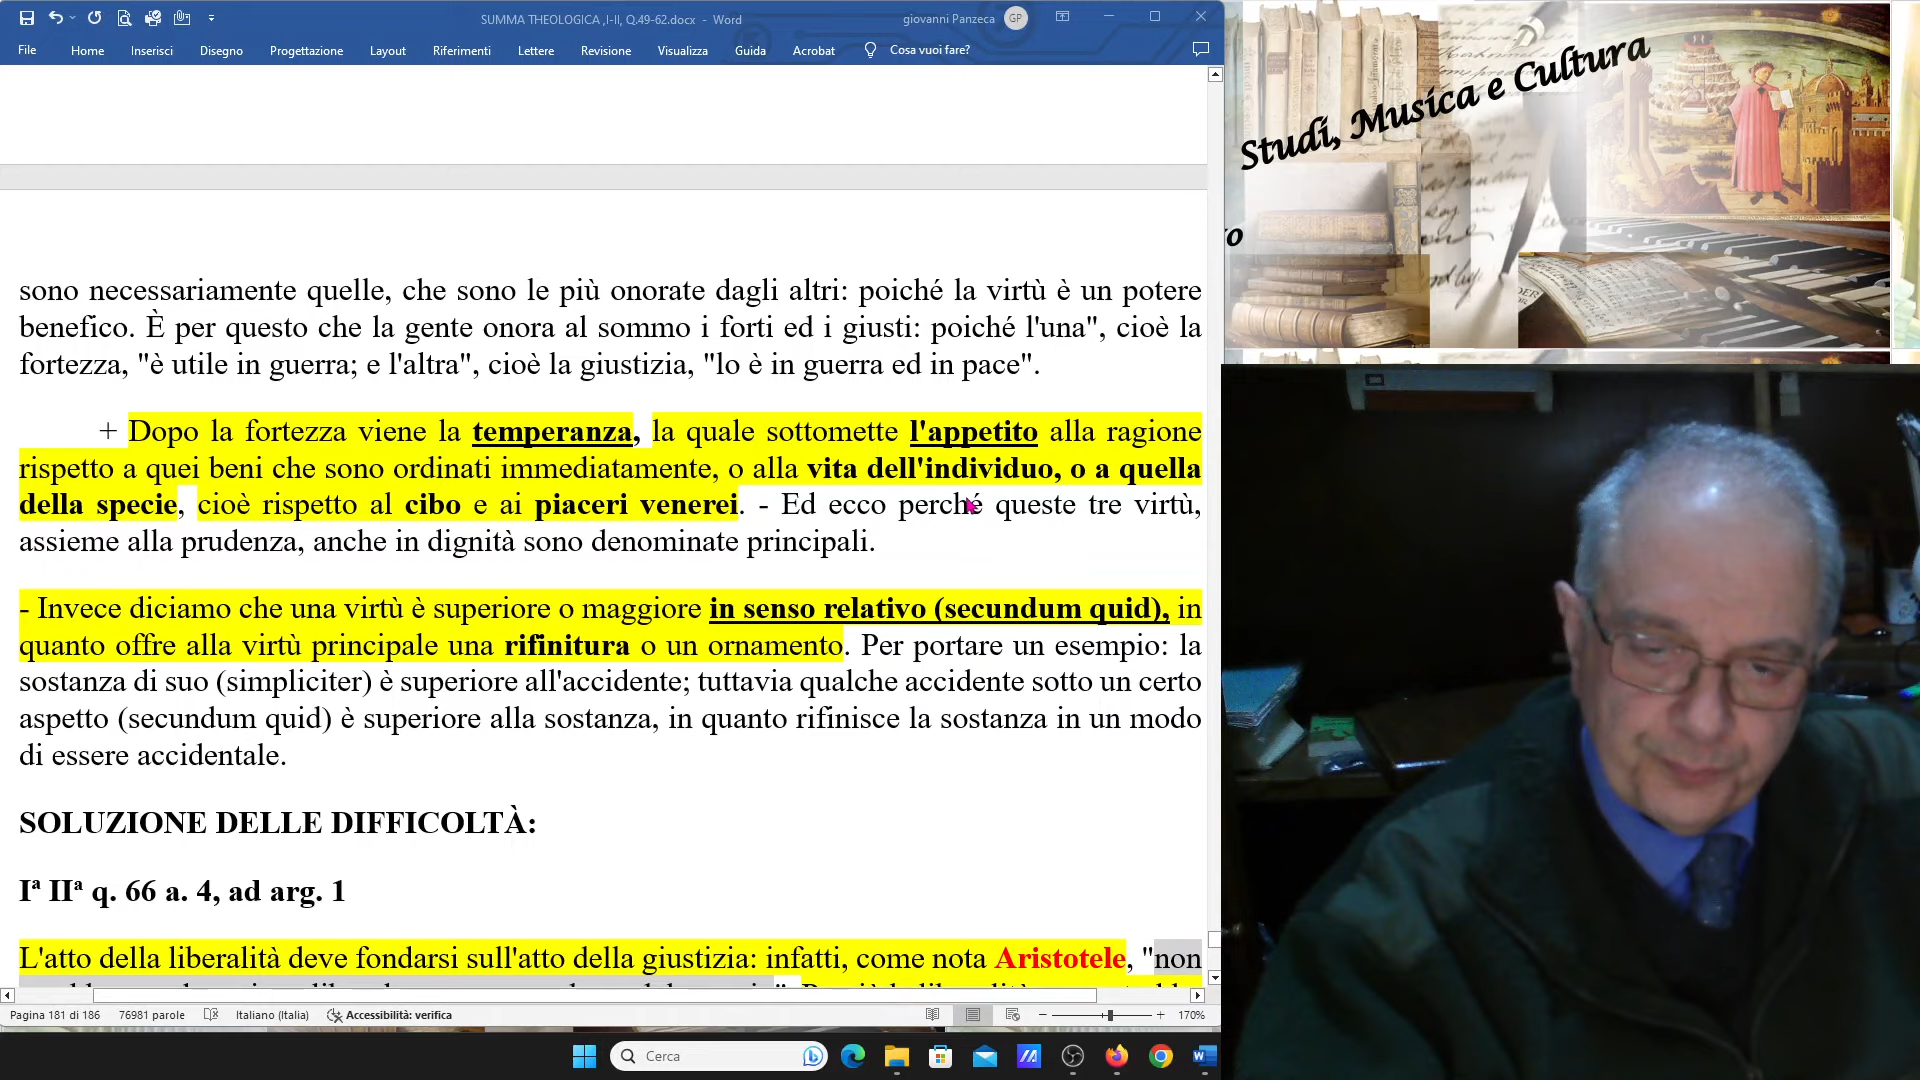 SUMMA THEOLOGICA ,I-II, Q.49-62.docx - Word
giovanni Panzeca
GP
File Home Inserisci Disegno Progettazione Layout Riferimenti Lettere Revisione Visualizza Guida Acrobat Cosa vuoi fare?
sono necessariamente quelle, che sono le più onorate dagli altri: poiché la virtù è un potere
benefico. È per questo che la gente onora al sommo i forti ed i giusti: poiché l'una", cioè la
fortezza, "è utile in guerra; e l'altra", cioè la giustizia, "lo è in guerra ed in pace".
+ Dopo la fortezza viene la temperanza, la quale sottomette l'appetito alla ragione
rispetto a quei beni che sono ordinati immediatamente, o alla vita dell'individuo, o a quella
della specie, cioè rispetto al cibo e ai piaceri venerei. - Ed ecco perché queste tre virtù,
assieme alla prudenza, anche in dignità sono denominate principali.
- Invece diciamo che una virtù è superiore o maggiore in senso relativo (secundum quid), in
quanto offre alla virtù principale una rifinitura o un ornamento. Per portare un esempio: la
sostanza di suo (simpliciter) è superiore all'accidente; tuttavia qualche accidente sotto un certo
aspetto (secundum quid) è superiore alla sostanza, in quanto rifinisce la sostanza in un modo
di essere accidentale.
SOLUZIONE DELLE DIFFICOLTÀ:
Iª IIª q. 66 a. 4, ad arg. 1
L'atto della liberalità deve fondarsi sull'atto della giustizia: infatti, come nota Aristotele, "non
Pagina 181 di 186 76981 parole Italiano (Italia) Accessibilità: verifica 170%
Cerca
Studi, Musica e Cultura